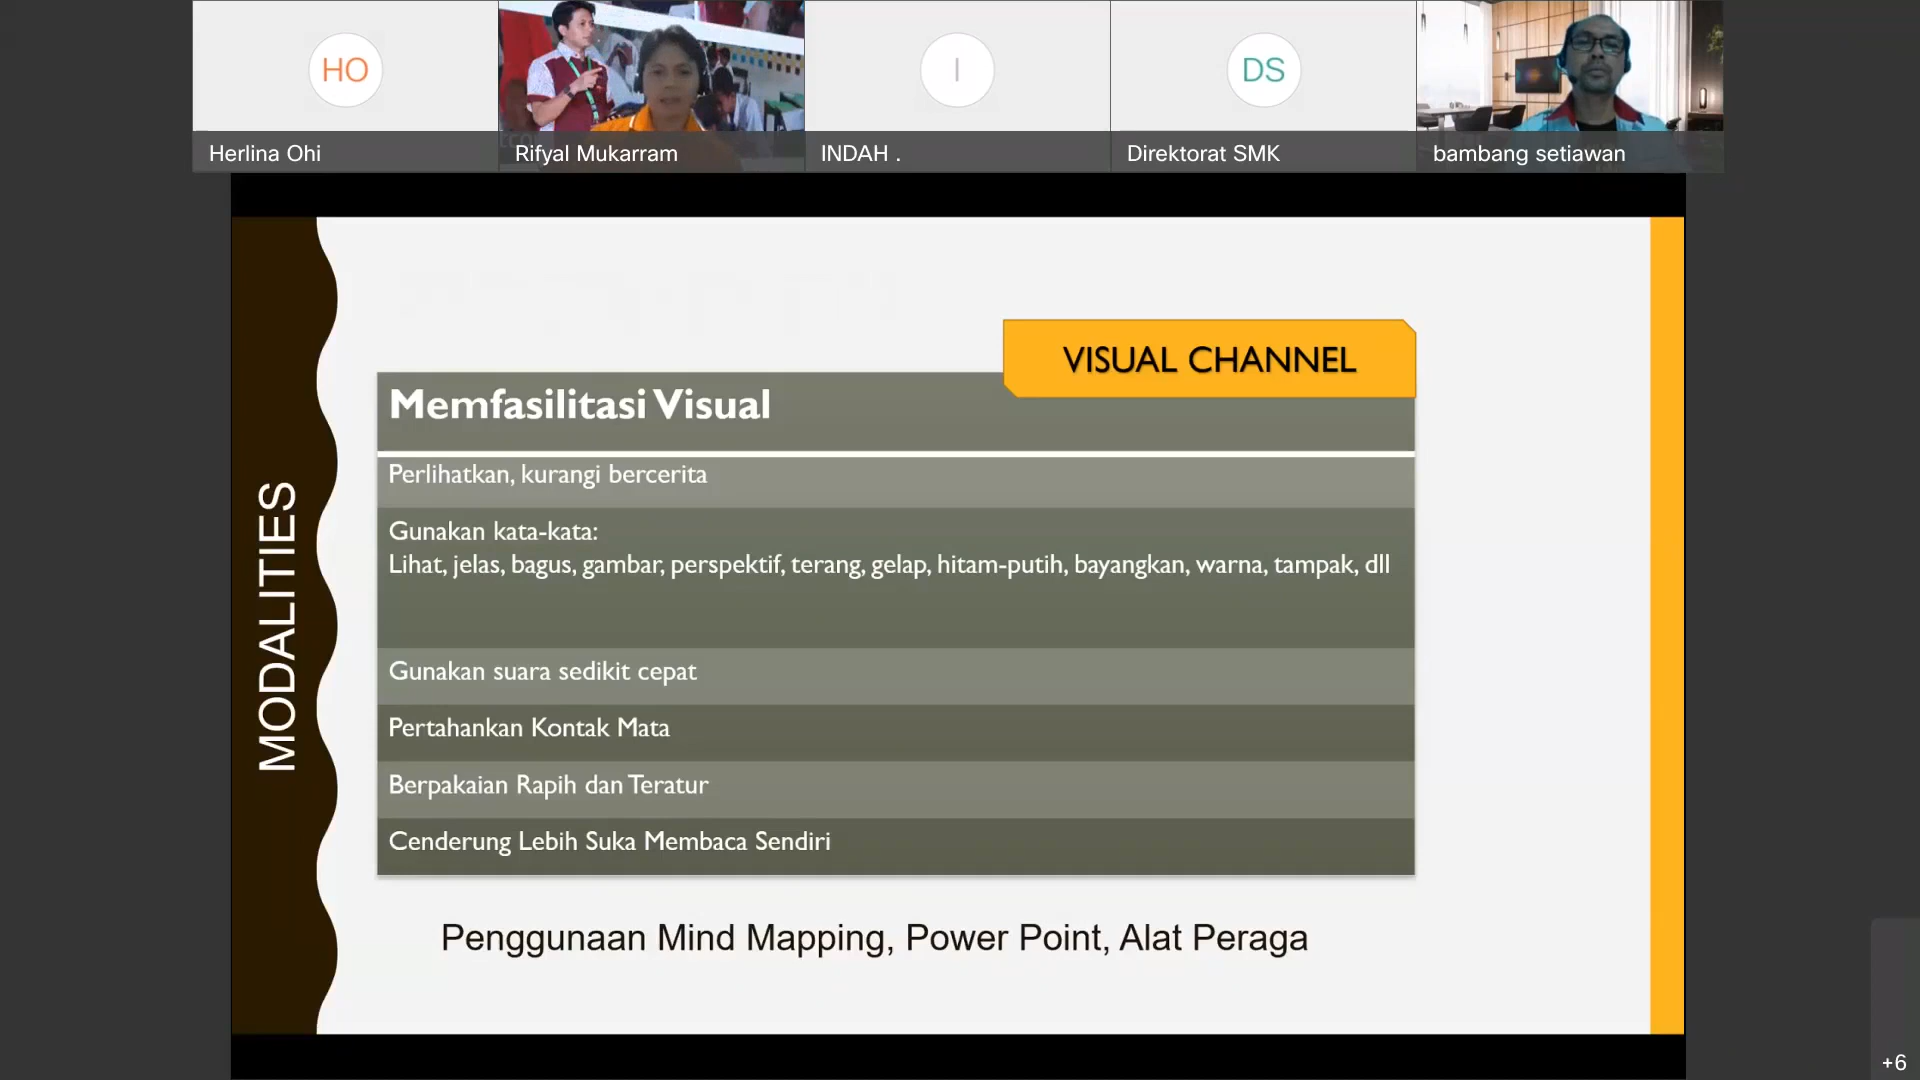 HO
I
DS
Herlina Ohi
Rifyal Mukarram
INDAH .
Direktorat SMK
bambang setiawan
MODALITIES
VISUAL CHANNEL
Memfasilitasi Visual
Perlihatkan, kurangi bercerita
Gunakan kata-kata:
Lihat, jelas, bagus, gambar, perspektif, terang, gelap, hitam-putih, bayangkan, warna, tampak, dll
Gunakan suara sedikit cepat
Pertahankan Kontak Mata
Berpakaian Rapih dan Teratur
Cenderung Lebih Suka Membaca Sendiri
Penggunaan Mind Mapping, Power Point, Alat Peraga
+6